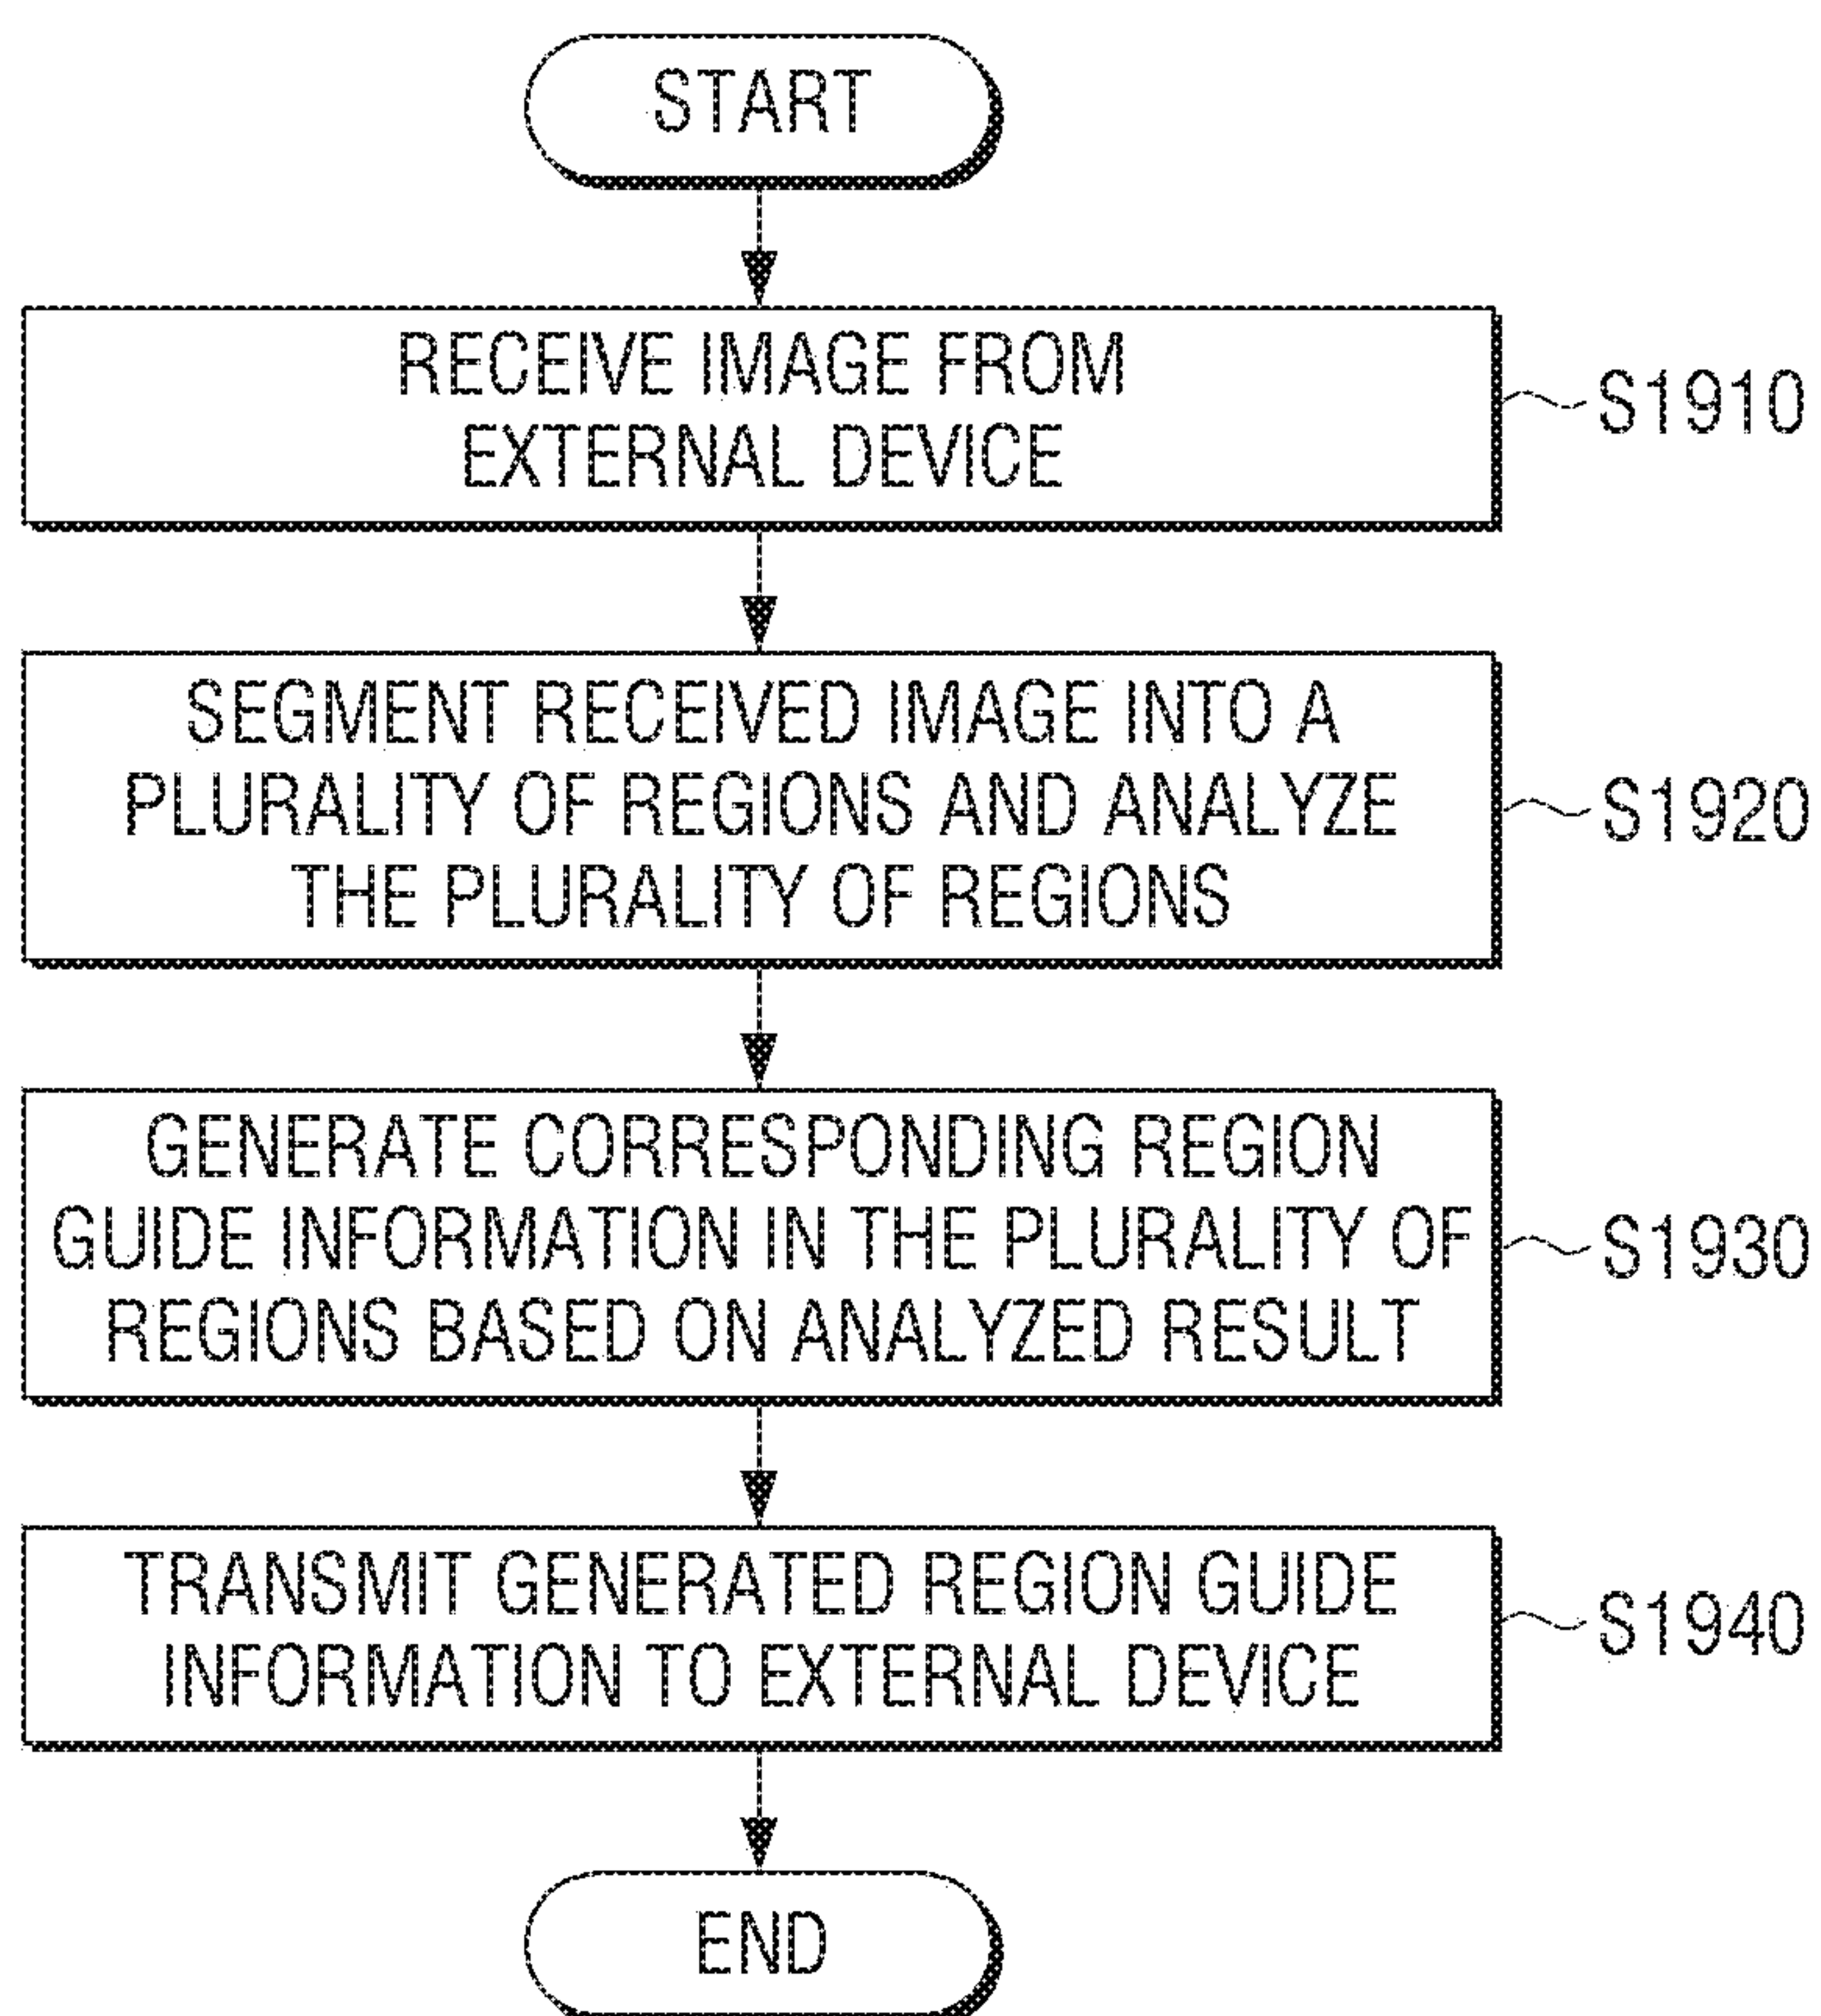 START
RECEIVE IMAGE FROM
EXTERNAL DEVICE
S1910
SEGMENT RECEIVED IMAGE INTO A
PLURALITY OF REGIONS AND ANALYZE
THE PLURALITY OF REGIONS
S1920
GENERATE CORRESPONDING REGION
GUIDE INFORMATION IN THE PLURALITY OF
REGIONS BASED ON ANALYZED RESULT
S1930
TRANSMIT GENERATED REGION GUIDE
INFORMATION TO EXTERNAL DEVICE
S1940
END